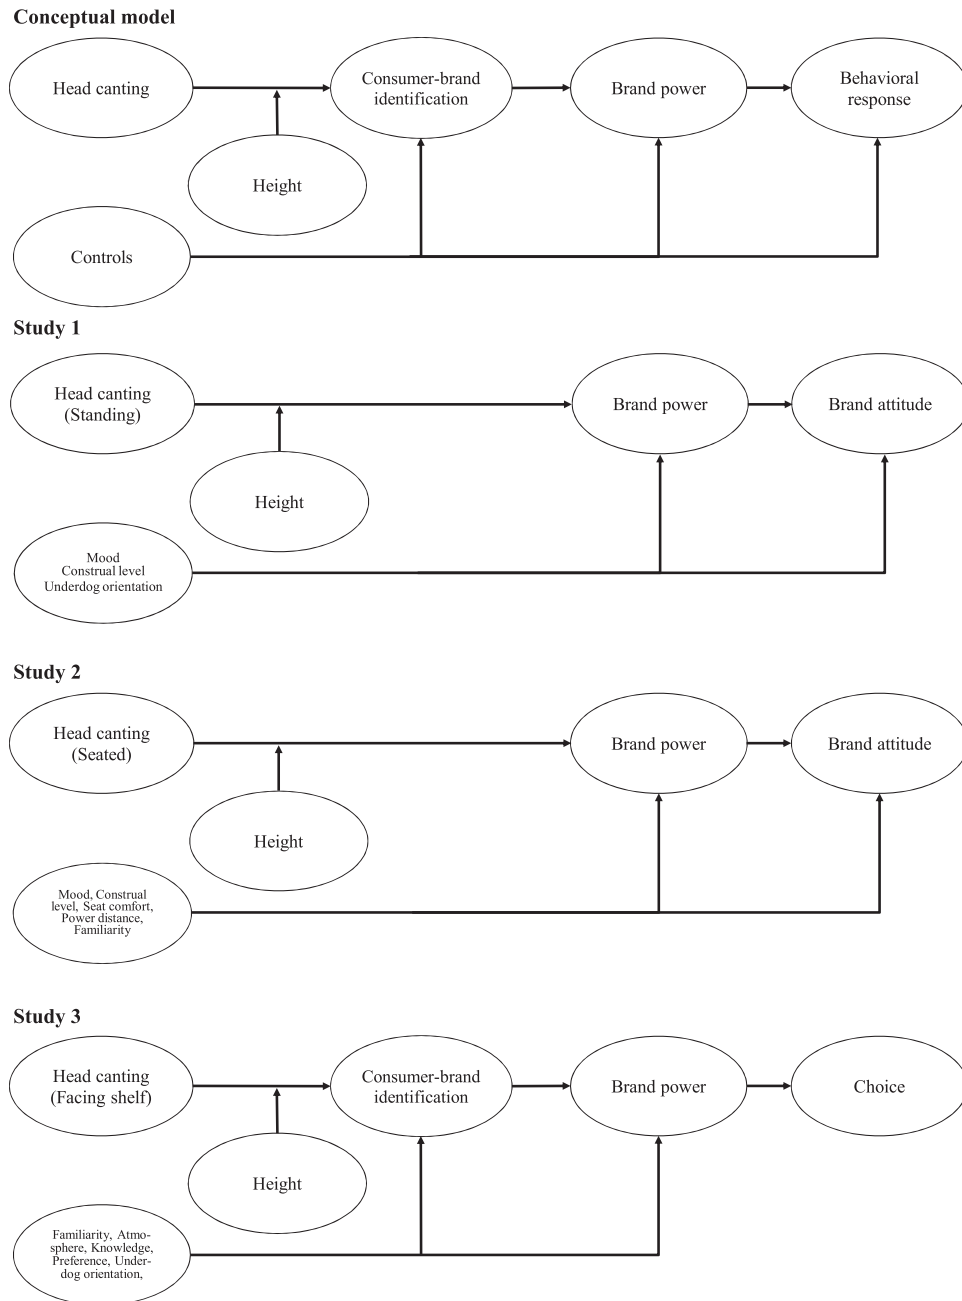 Conceptual model
Head canting
Consumer-brand
identification
Brand power
Behavioral
response
Height
Controls
Study 1
Head canting
(Standing)
Brand power
Brand attitude
Height
Mood
Construal level
Underdog orientation
Study 2
Head canting
(Seated)
Brand power
Brand attitude
Height
Mood, Construal
level, Seat comfort,
Power distance,
Familiarity
Study 3
Head canting
(Facing shelf)
Consumer-brand
identification
Brand power
Choice
Height
Familiarity, Atmo-
sphere, Knowledge,
Preference, Under-
dog orientation,